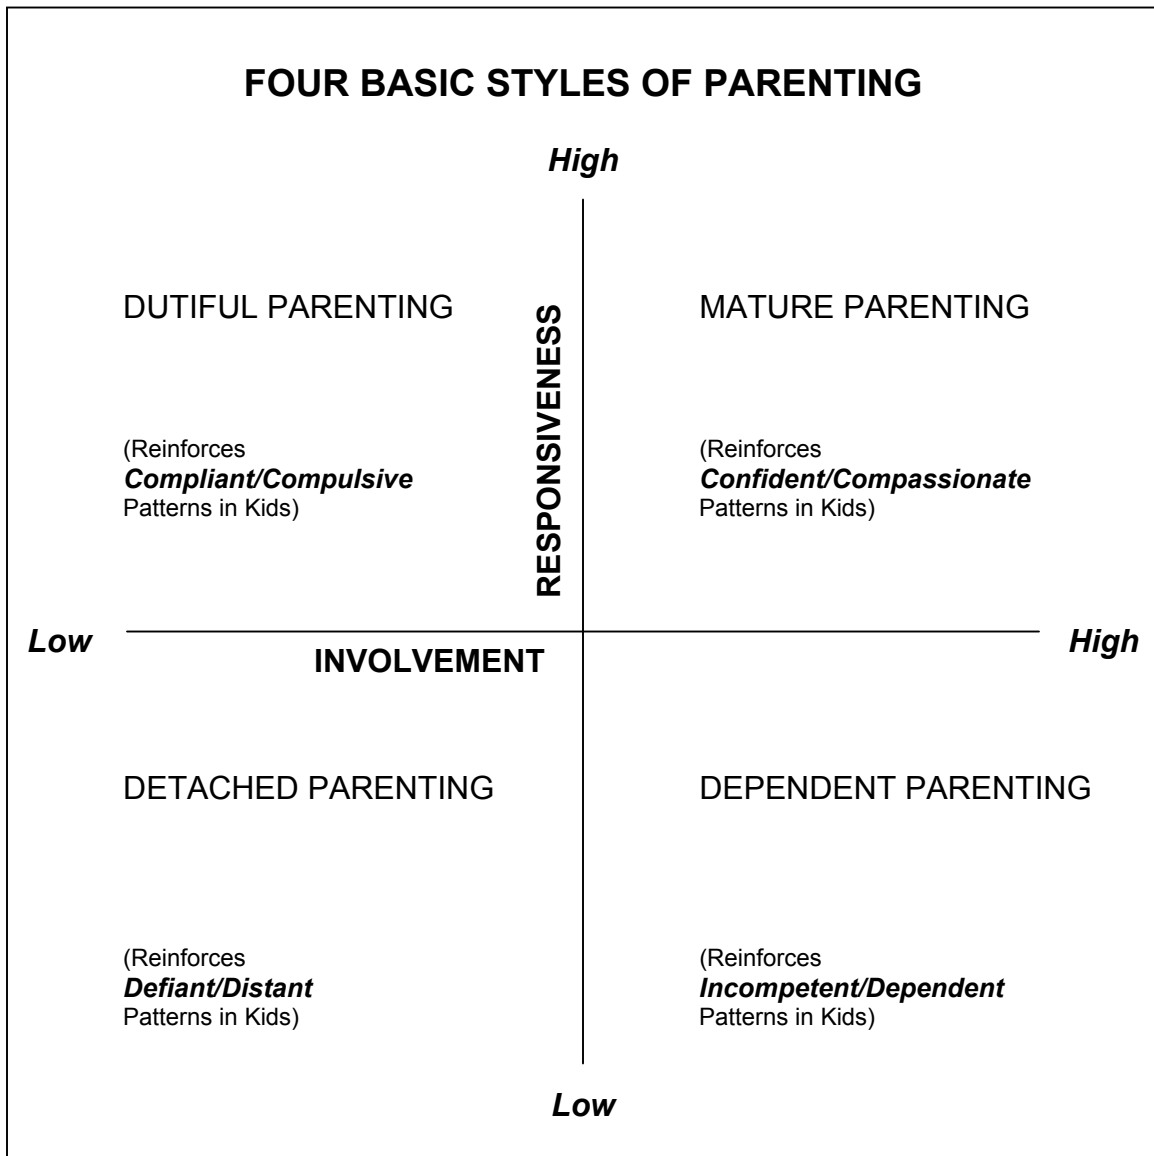 FOUR BASIC STYLES OF PARENTING
High
DUTIFUL PARENTING
MATURE PARENTING
RESPONSIVENESS
(Reinforces
Compliant/Compulsive
Patterns in Kids)
(Reinforces
Confident/Compassionate
Patterns in Kids)
Low
High
INVOLVEMENT
DETACHED PARENTING
DEPENDENT PARENTING
(Reinforces
Defiant/Distant
Patterns in Kids)
(Reinforces
Incompetent/Dependent
Patterns in Kids)
Low